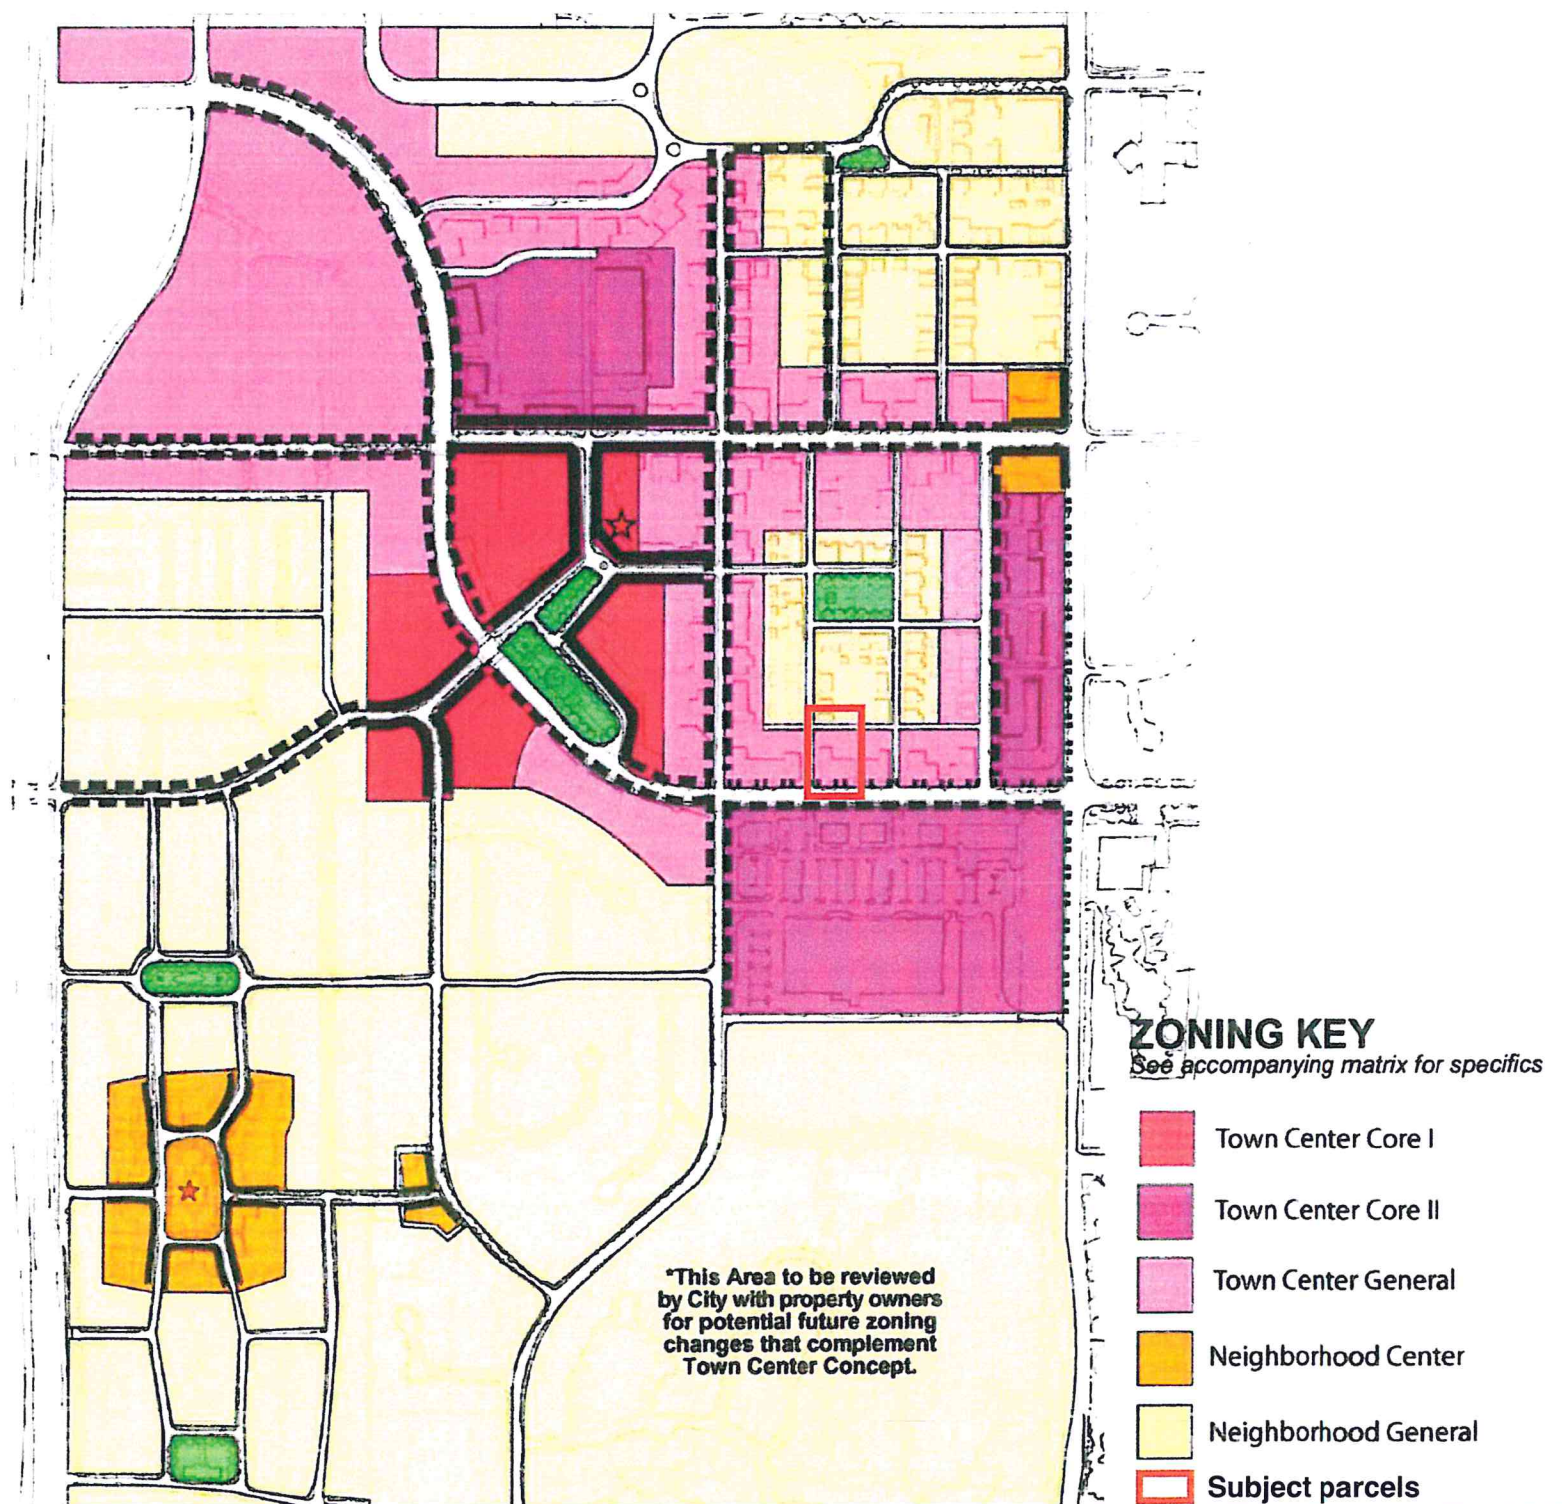 ZONING KEY
See accompanying matrix for specifics
Town Center Core I
Town Center Core II
Town Center General
Neighborhood Center
Neighborhood General
Subject parcels
*This Area to be reviewed
by City with property owners
for potential future zoning
changes that complement
Town Center Concept.